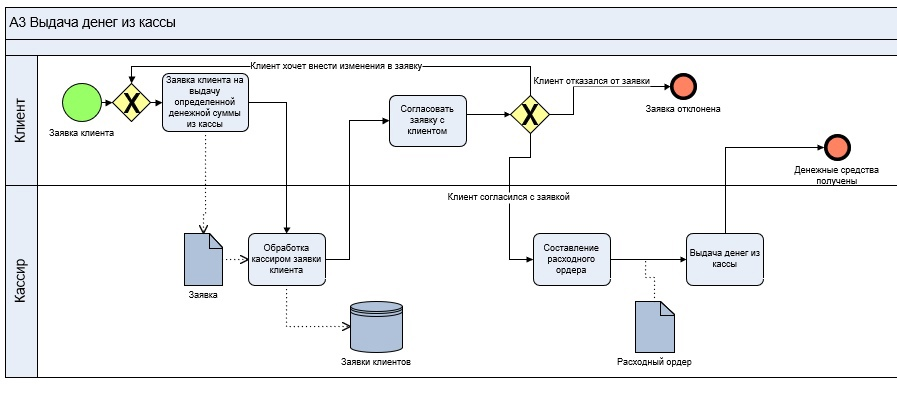 А3 Выдача денег из кассы
Клиент
Клиент хочет внести изменения в заявку
Заявка клиента
Заявка клиента на
выдачу
определенной
денежной суммы
из кассы
Согласовать
заявку с
клиентом
Клиент отказался от заявки
Заявка отклонена
Денежные средства
получены
Клиент согласился с заявкой
Кассир
Заявка
Обработка
кассиром заявки
клиента
Заявки клиентов
Составление
расходного
ордера
Выдача денег из
кассы
Расходный ордер